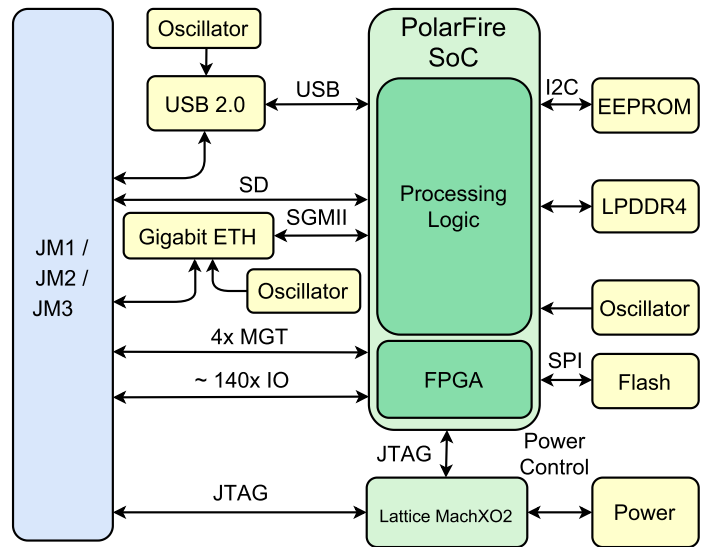 Oscillator
PolarFire
SoC
USB 2.0
USB
I2C
EEPROM
SD
Processing
Logic
LPDDR4
SGMII
Gigabit ETH
JM1 /
JM2 /
JM3
Oscillator
Oscillator
4x MGT
SPI
FPGA
Flash
~ 140x IO
JTAG
Power
Control
JTAG
Lattice MachXO2
Power